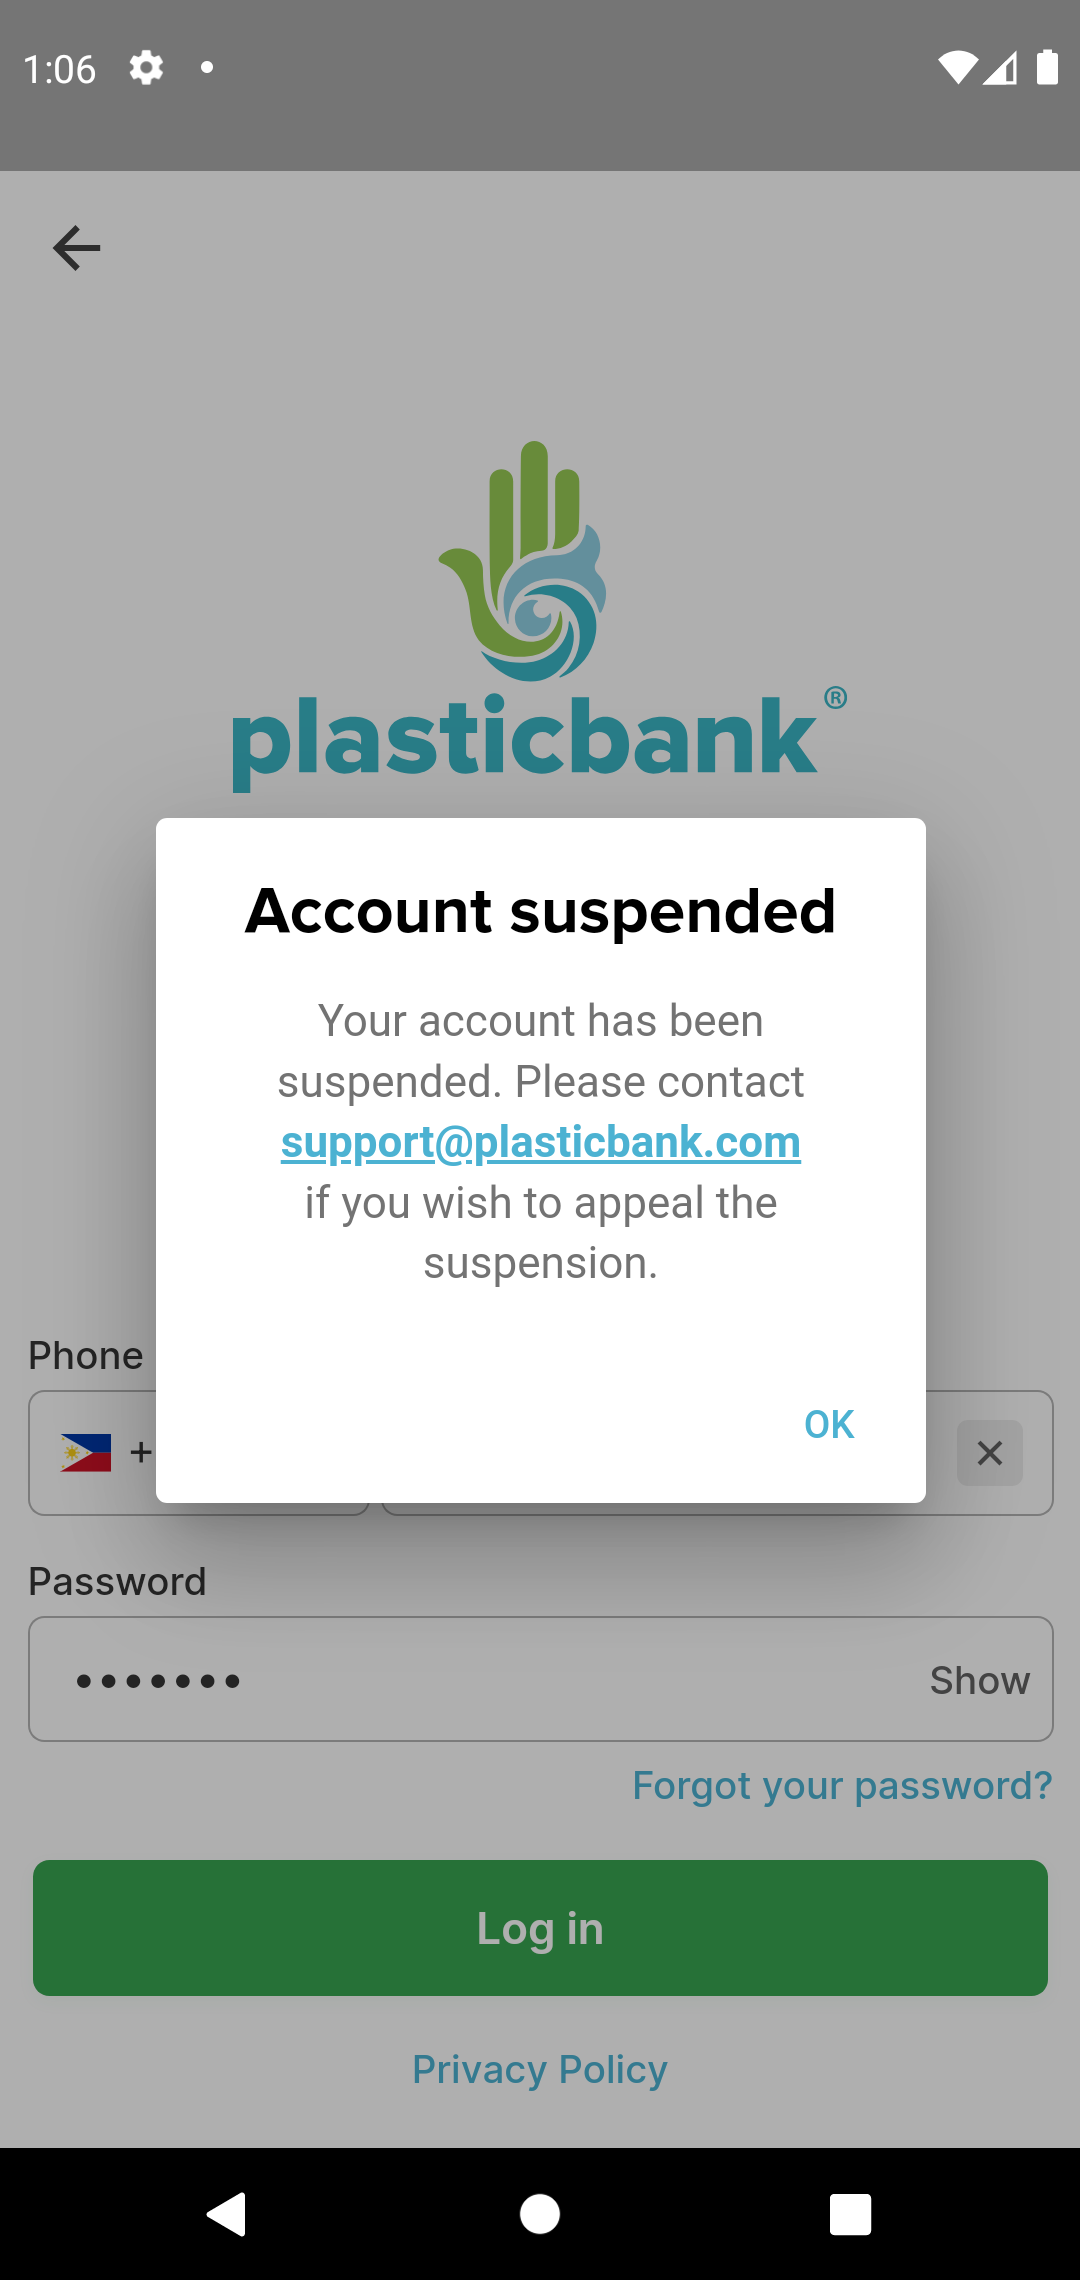 1:06
plasticbank®
Account suspended
Your account has been
suspended. Please contact
support@plasticbank.com
if you wish to appeal the
suspension.
OK
Phone
+
Password
•••••••
Show
Forgot your password?
Log in
Privacy Policy